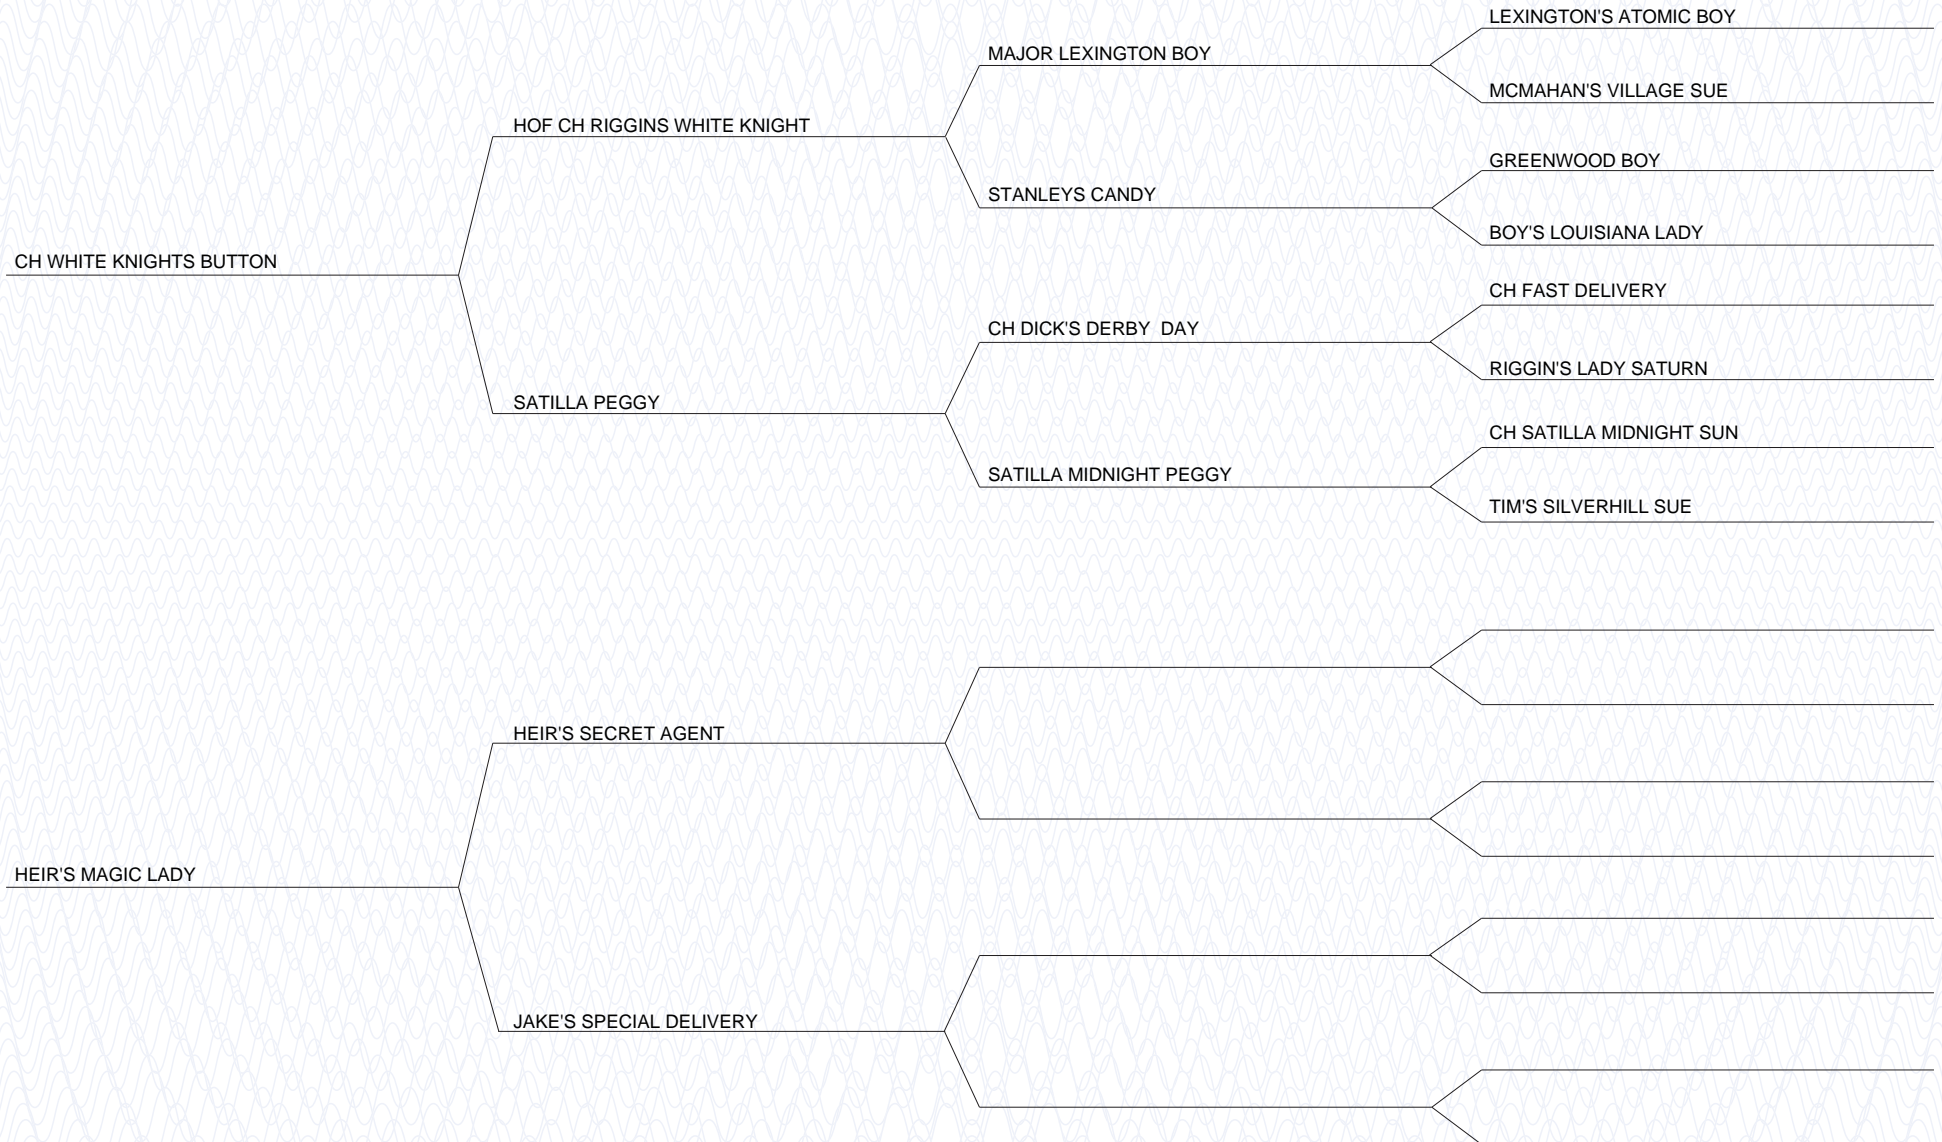 LEXINGTON'S ATOMIC BOY
MAJOR LEXINGTON BOY
MCMAHAN'S VILLAGE SUE
HOF CH RIGGINS WHITE KNIGHT
GREENWOOD BOY
STANLEYS CANDY
BOY'S LOUISIANA LADY
CH WHITE KNIGHTS BUTTON
CH FAST DELIVERY
CH DICK'S DERBY  DAY
RIGGIN'S LADY SATURN
SATILLA PEGGY
CH SATILLA MIDNIGHT SUN
SATILLA MIDNIGHT PEGGY
TIM'S SILVERHILL SUE
HEIR'S SECRET AGENT
HEIR'S MAGIC LADY
JAKE'S SPECIAL DELIVERY